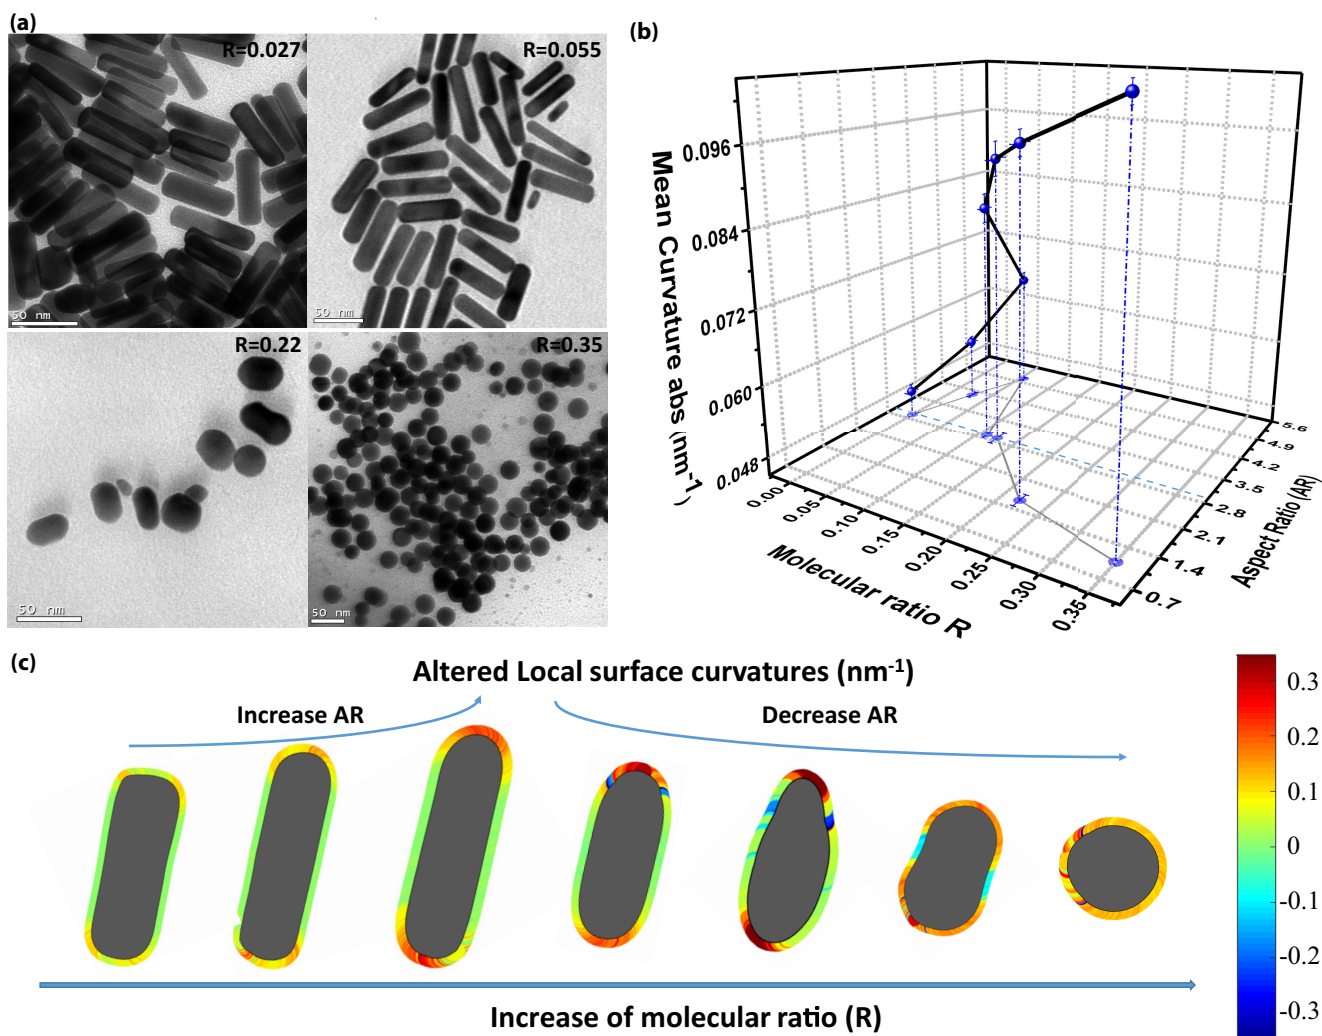 (a)
R=0.027
R=0.055
50 nm
50 nm
R=0.22
R=0.35
50 nm
50 nm
(b)
Mean Curvature abs (nm-1)
0.096
0.084
0.072
0.060
0.048
0.00
0.05
0.10
0.15
0.20
0.25
0.30
0.35
Molecular ratio R
5.6
4.9
4.2
3.5
2.8
2.1
1.4
0.7
Aspect Ratio (AR)
(c)
Altered Local surface curvatures (nm-1)
Increase AR
Decrease AR
Increase of molecular ratio (R)
0.3
0.2
0.1
0
-0.1
-0.2
-0.3